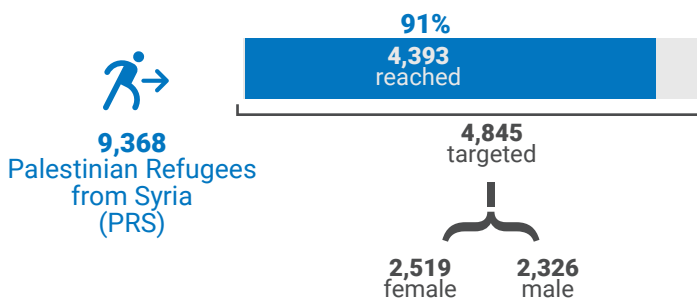 91%
4,393
reached
9,368
Palestinian Refugees
from Syria
(PRS)
4,845
targeted
2,519
female
2,326
male